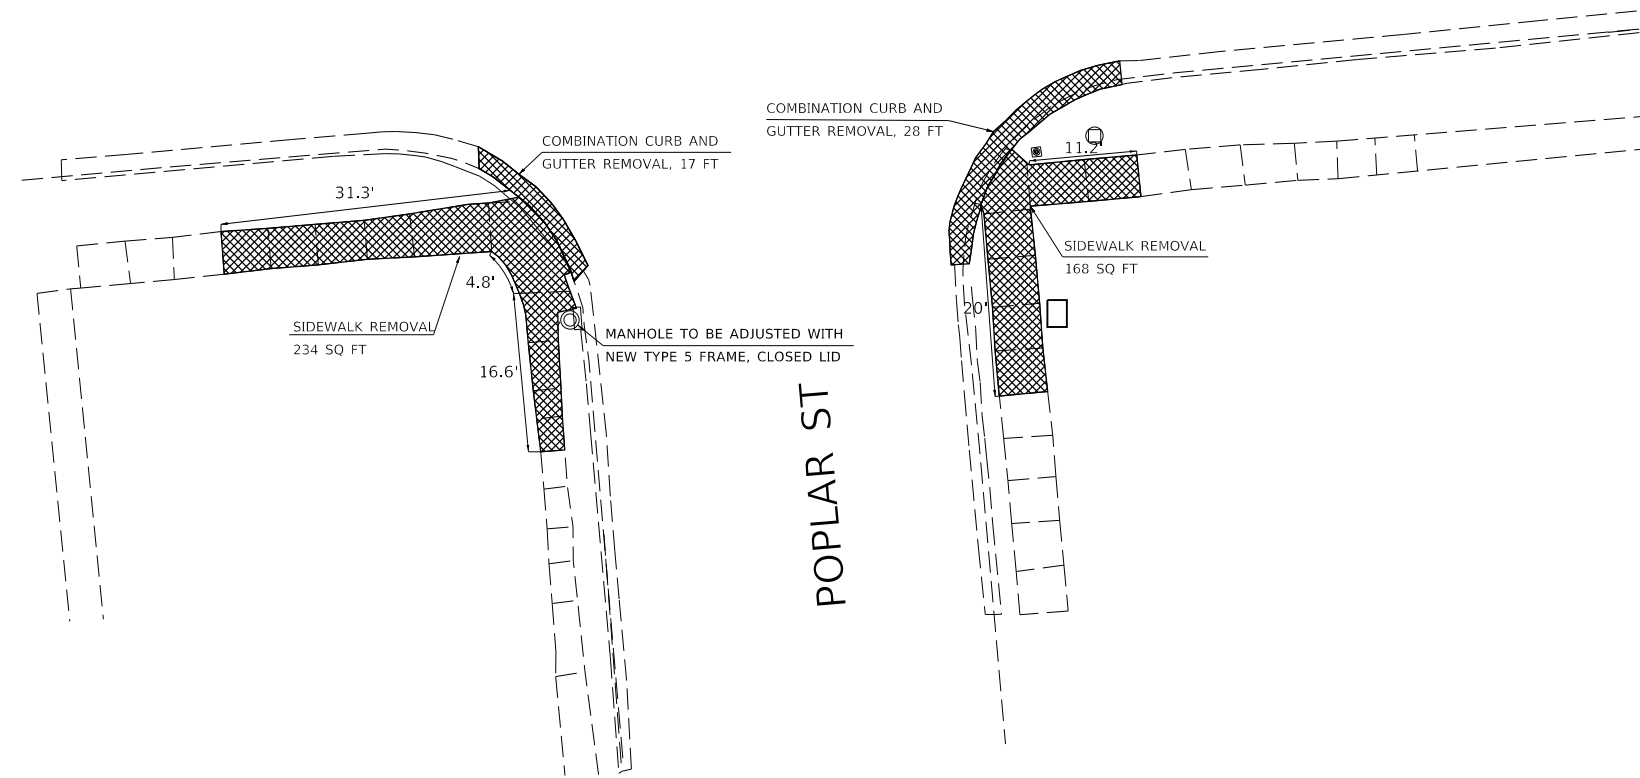 COMBINATION CURB AND
GUTTER REMOVAL, 28 FT
COMBINATION CURB AND
GUTTER REMOVAL, 17 FT
11.2'
31.3'
SIDEWALK REMOVAL
168 SQ FT
4.8'
20'
SIDEWALK REMOVAL
234 SQ FT
MANHOLE TO BE ADJUSTED WITH
NEW TYPE 5 FRAME, CLOSED LID
16.6'
POPLAR ST